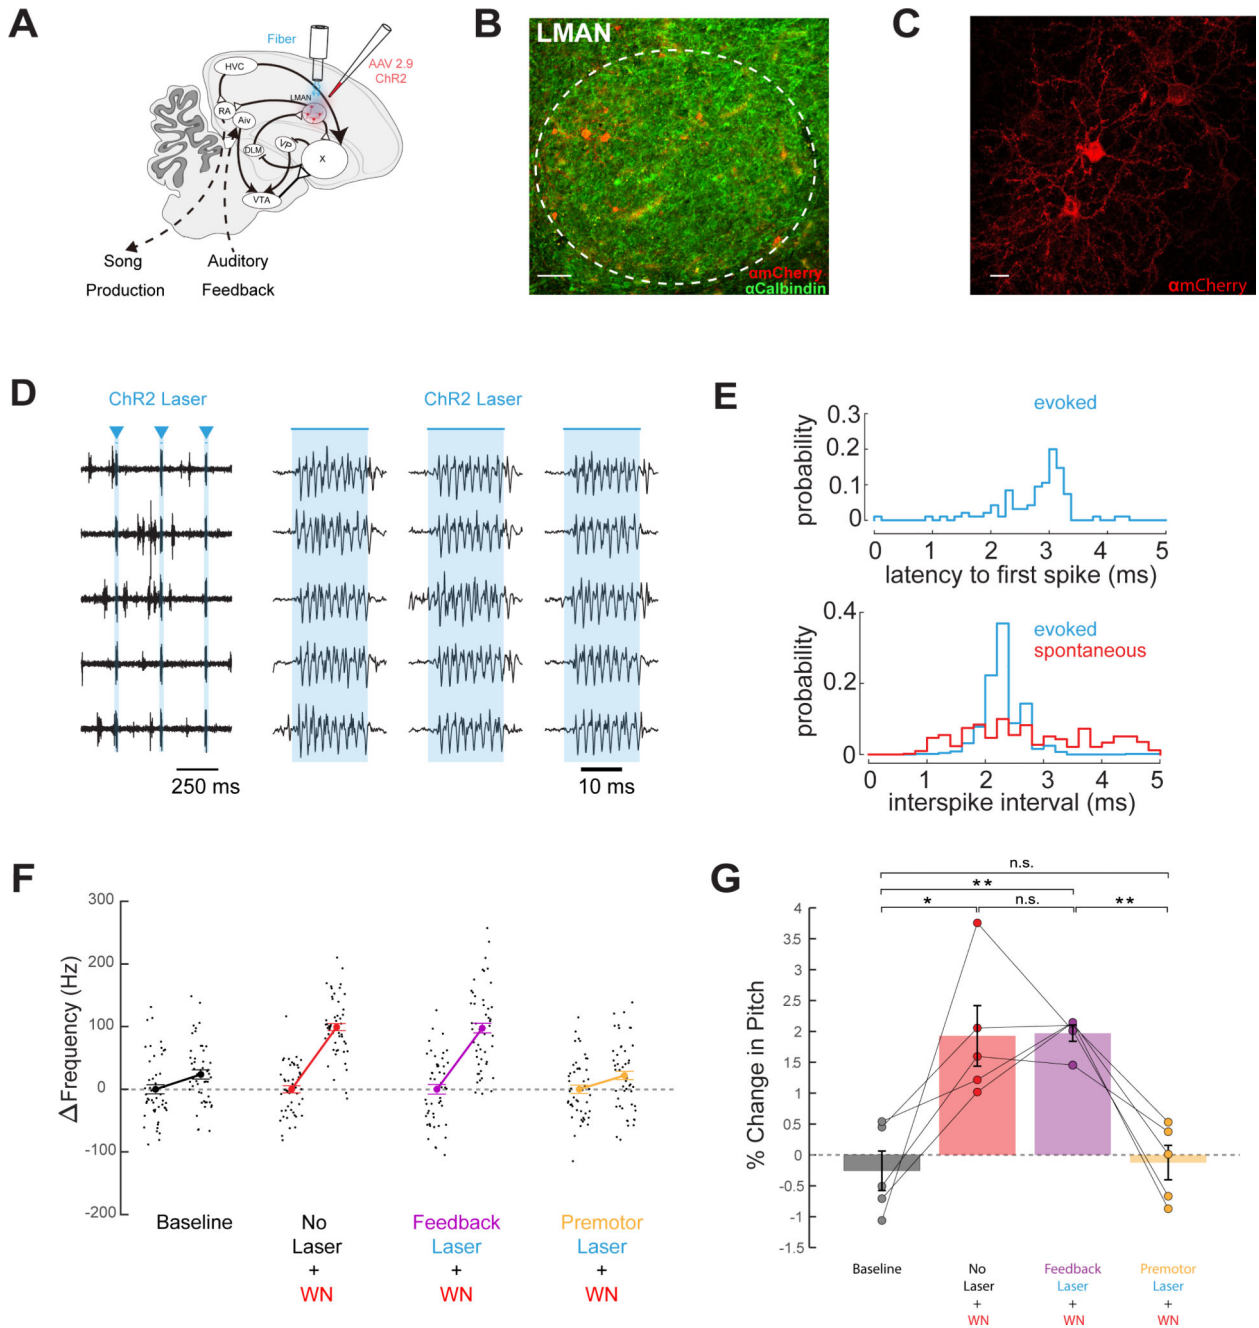 A
Fiber
AAV 2.9
ChR2
HVC
LMAN
RA
Aiv
DLM
VP
X
VTA
Song
Production
Auditory
Feedback
B
LMAN
αmCherry
αCalbindin
C
αmCherry
D
ChR2 Laser
ChR2 Laser
250 ms
10 ms
E
evoked
probability
0.3
0.2
0.1
0
0 1 2 3 4 5
latency to first spike (ms)
evoked
spontaneous
probability
0.4
0.2
0
0 1 2 3 4 5
interspike interval (ms)
F
ΔFrequency (Hz)
300
200
100
0
-100
-200
Baseline
No
Laser
+
WN
Feedback
Laser
+
WN
Premotor
Laser
+
WN
G
n.s.
**
* n.s. **
% Change in Pitch
4
3.5
3
2.5
2
1.5
1
0.5
0
-0.5
-1
-1.5
Baseline
No
Laser
+
WN
Feedback
Laser
+
WN
Premotor
Laser
+
WN